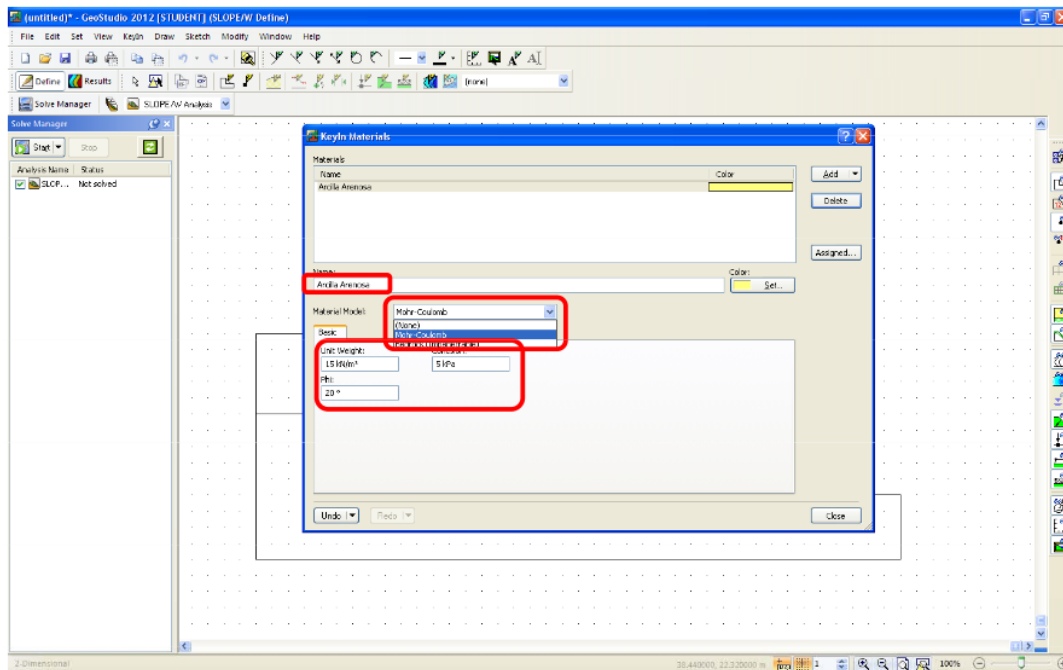 (untitled)* - GeoStudio 2012 [STUDENT] (SLOPE/W Define)
File Edit Set View KeyIn Draw Sketch Modify Window Help
Define Results (none)
Solve Manager SLOPE/W Analysis
Solve Manager
Start Stop
Analysis Name Status
SLOP... Not solved
KeyIn Materials
Materials
Name Color
Arcilla Arenosa
Add
Delete
Assigned...
Name: Color:
Arcilla Arenosa Set...
Material Model: Mohr-Coulomb
(None)
Mohr-Coulomb
Basic
Unit Weight: Cohesion:
15 kN/m³ 5 kPa
Phi:
20 °
Undo Redo Close
2-Dimensional 1 100%